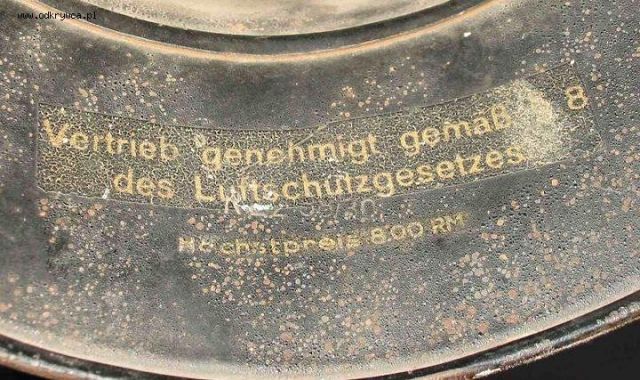 www.odkrywca.pl
Vertrieb genehmigt gemäß 8
des Luftschutzgesetzes
Höchstpreis 8.00 RM